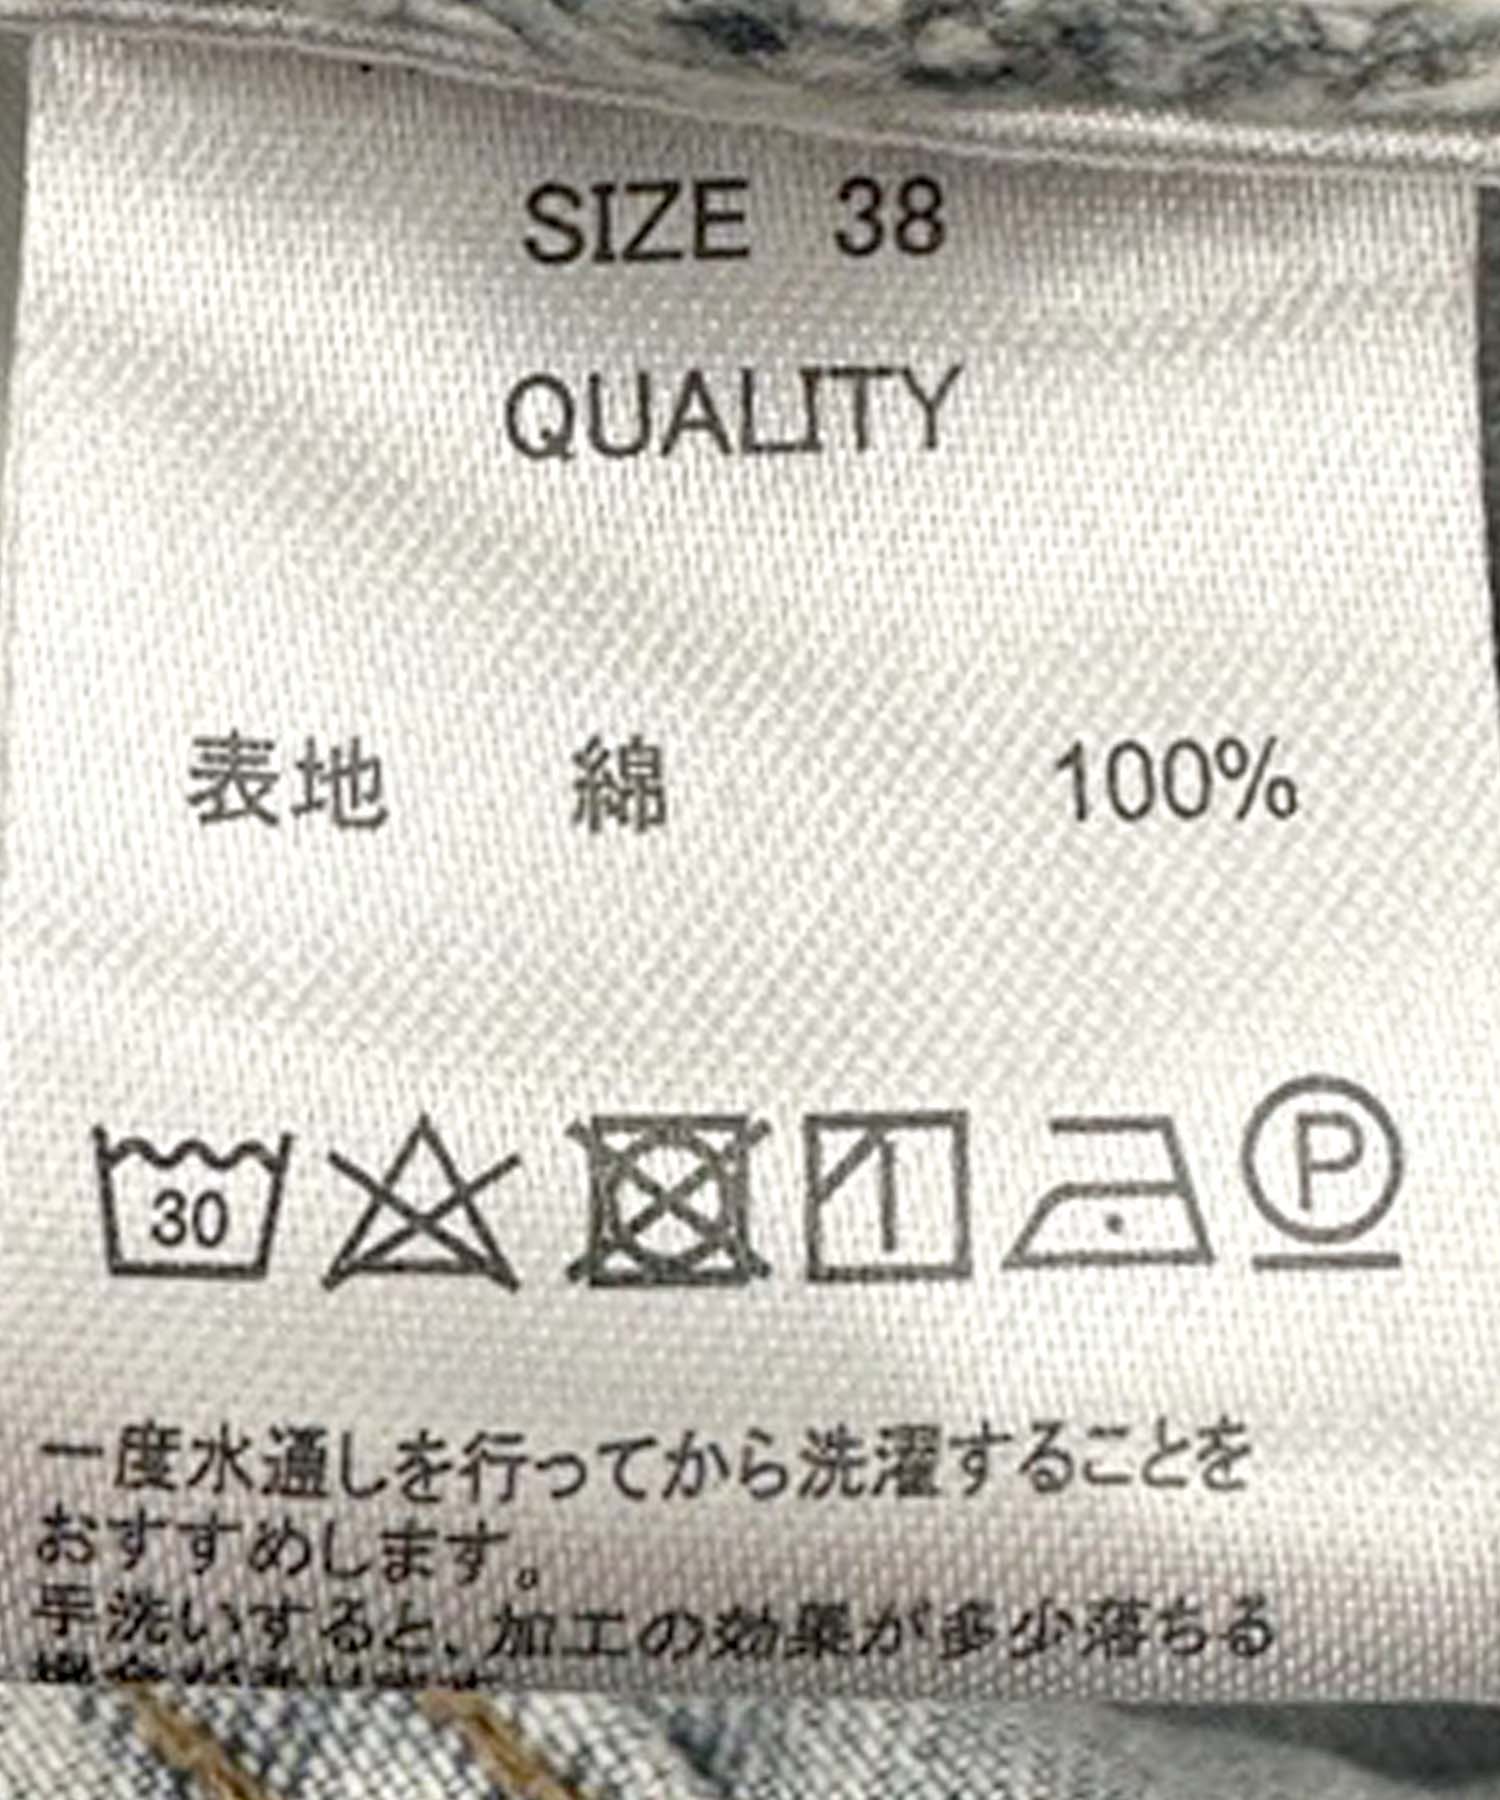 SIZE 38
QUALITY
表地 綿 100%
30 P
一度水通しを行ってから洗濯することを
おすすめします。
手洗いすると、加工の効果が多少落ちる